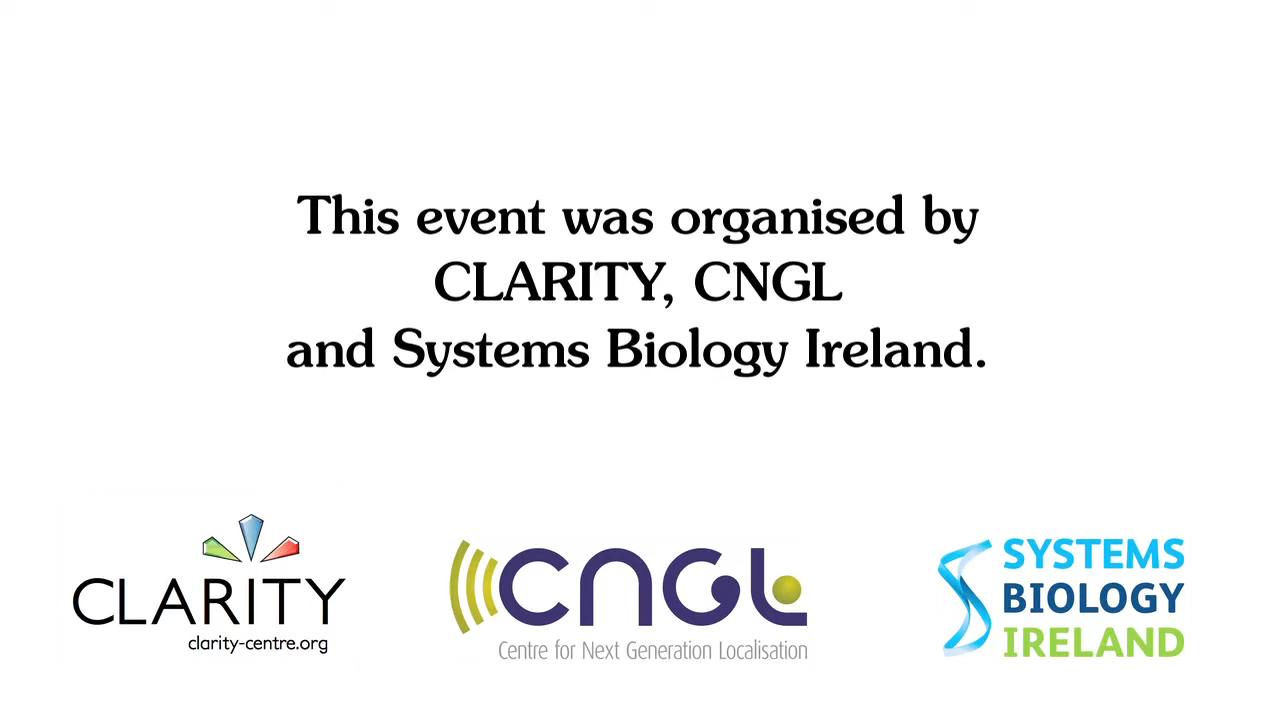 This event was organised by
CLARITY, CNGL
and Systems Biology Ireland.
CLARITY
clarity-centre.org
CNGL
Centre for Next Generation Localisation
SYSTEMS
BIOLOGY
IRELAND